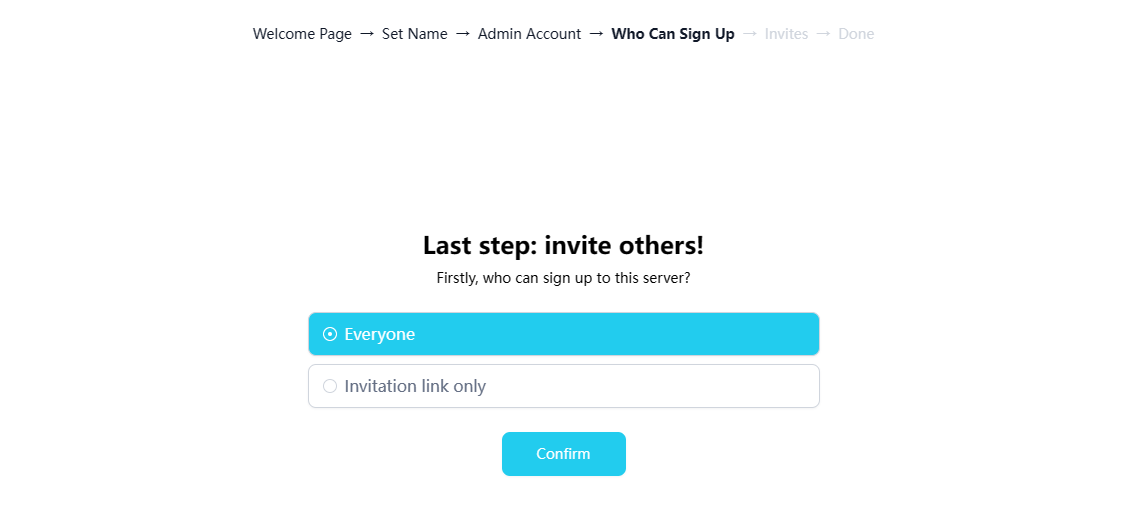 Welcome Page → Set Name → Admin Account → Who Can Sign Up → Invites → Done
Last step: invite others!
Firstly, who can sign up to this server?
Everyone
Invitation link only
Confirm